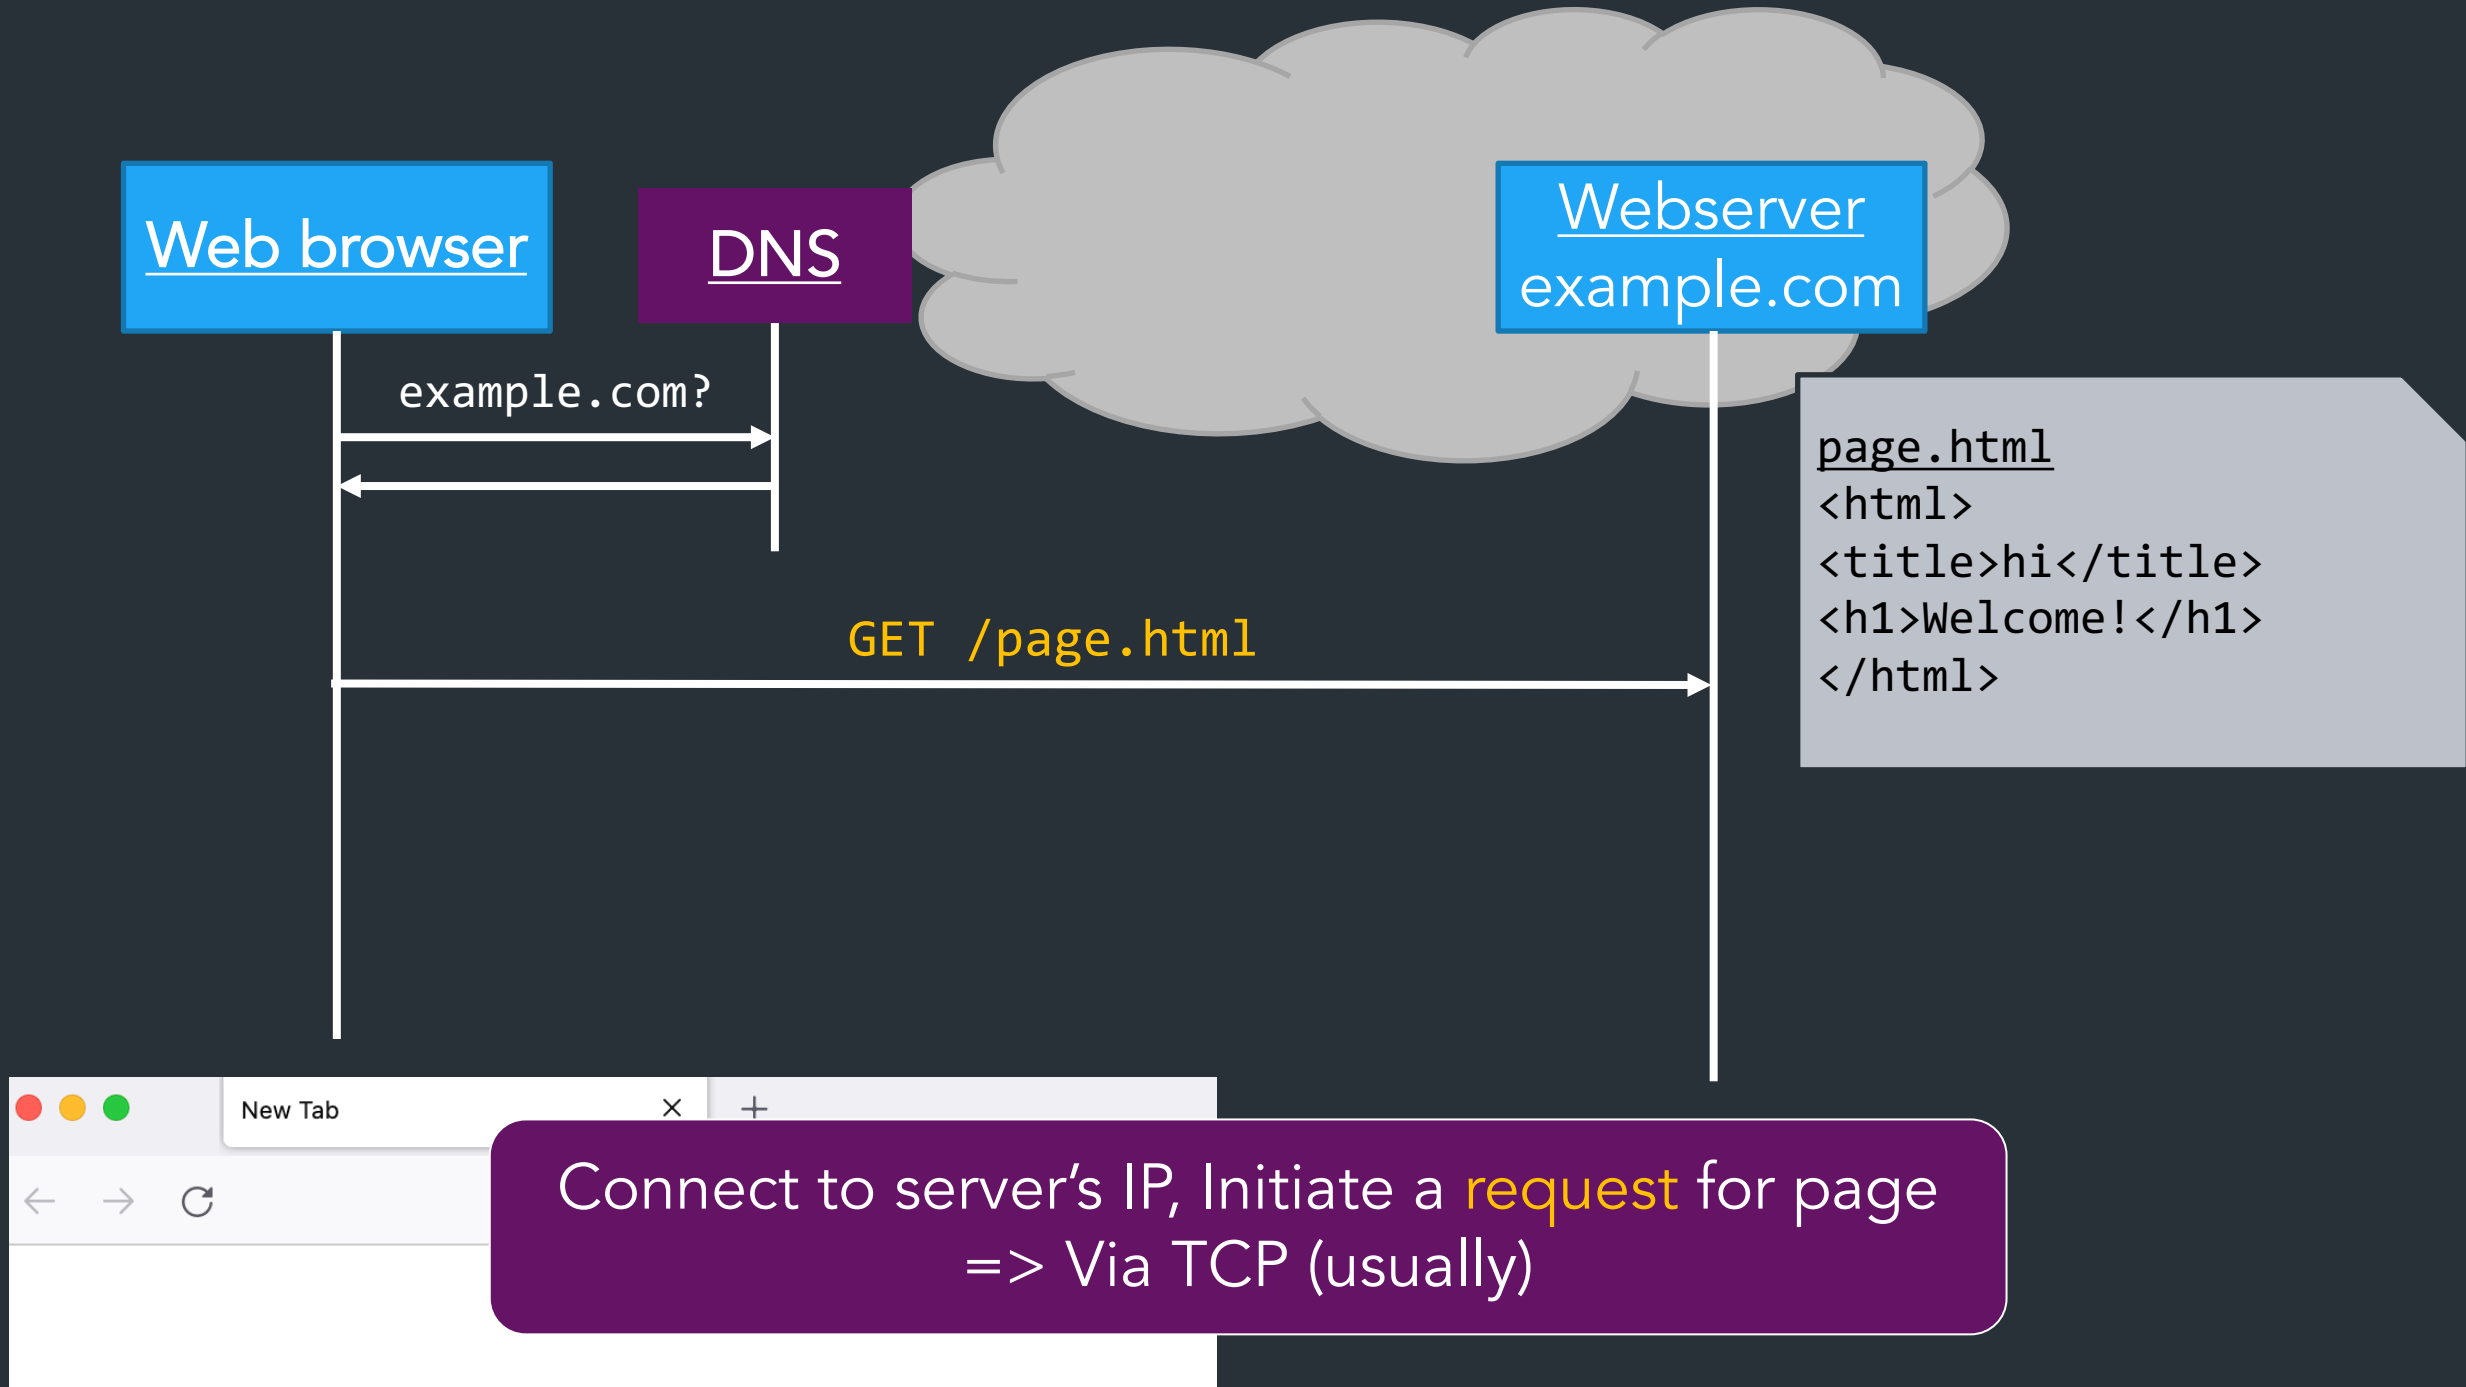 Web browser
DNS
Webserver
example.com
example.com?
page.html
<html>
<title>hi</title>
<h1>Welcome!</h1>
</html>
GET /page.html
New Tab
Connect to server‘s IP, Initiate a request for page
=> Via TCP (usually)